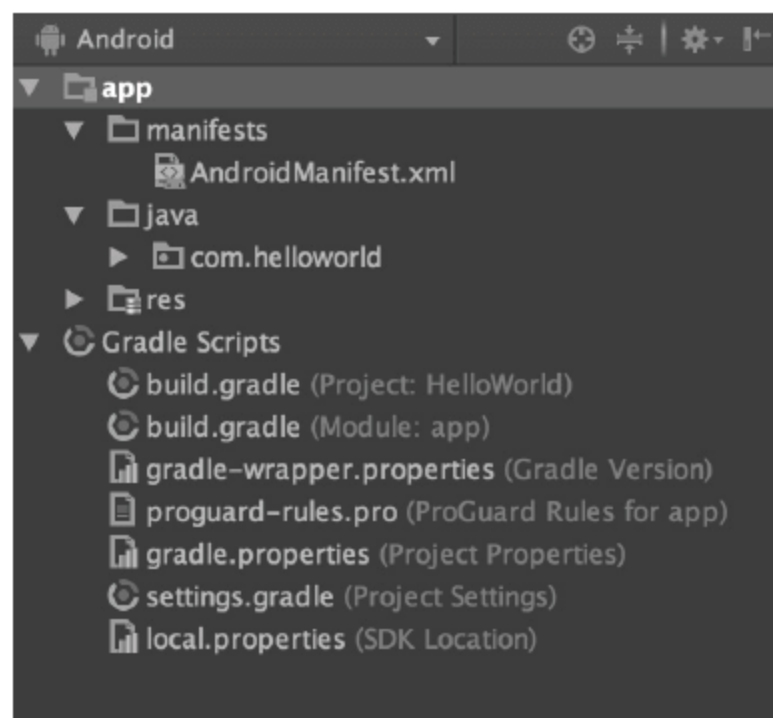 Android
app
manifests
AndroidManifest.xml
java
com.helloworld
res
Gradle Scripts
build.gradle (Project: HelloWorld)
build.gradle (Module: app)
gradle-wrapper.properties (Gradle Version)
proguard-rules.pro (ProGuard Rules for app)
gradle.properties (Project Properties)
settings.gradle (Project Settings)
local.properties (SDK Location)